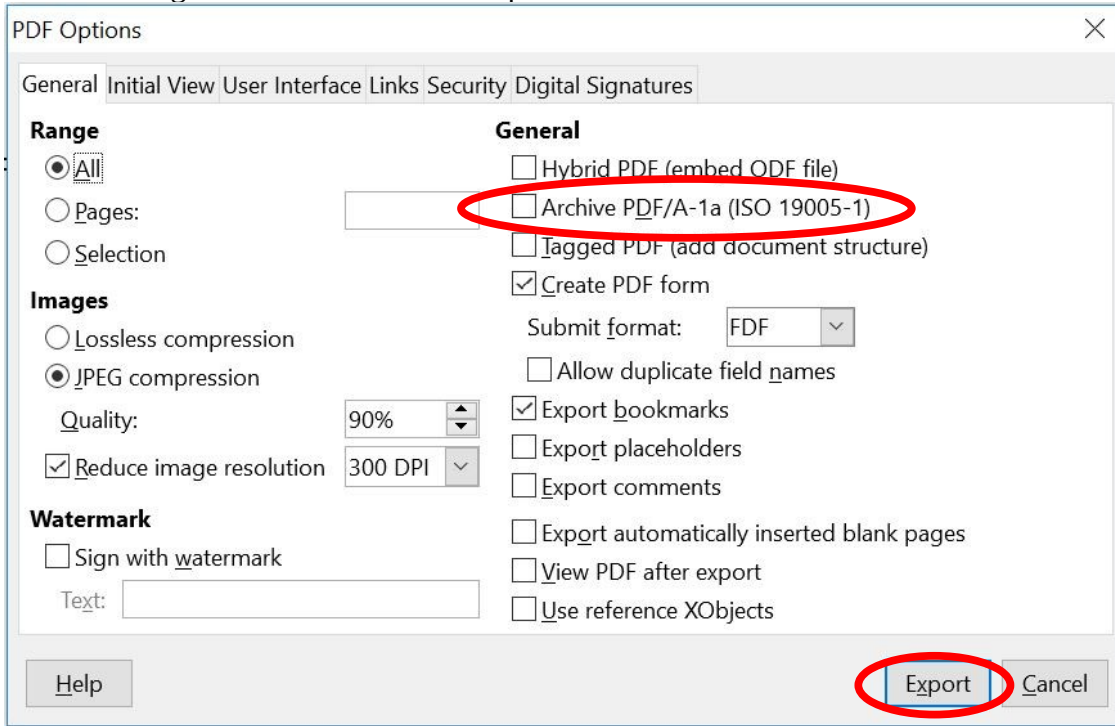 PDF Options
General Initial View User Interface Links Security Digital Signatures
Range
All
Pages:
Selection
Images
Lossless compression
JPEG compression
Quality: 90%
Reduce image resolution 300 DPI
Watermark
Sign with watermark
Text:
General
Hybrid PDF (embed ODF file)
Archive PDF/A-1a (ISO 19005-1)
Tagged PDF (add document structure)
Create PDF form
Submit format: FDF
Allow duplicate field names
Export bookmarks
Export placeholders
Export comments
Export automatically inserted blank pages
View PDF after export
Use reference XObjects
Help Export Cancel